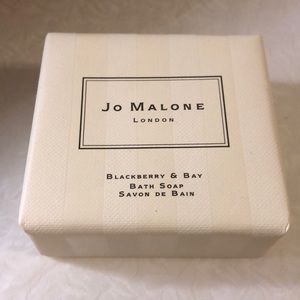 Jo Malone
London
Blackberry & Bay
Bath Soap
Savon de Bain